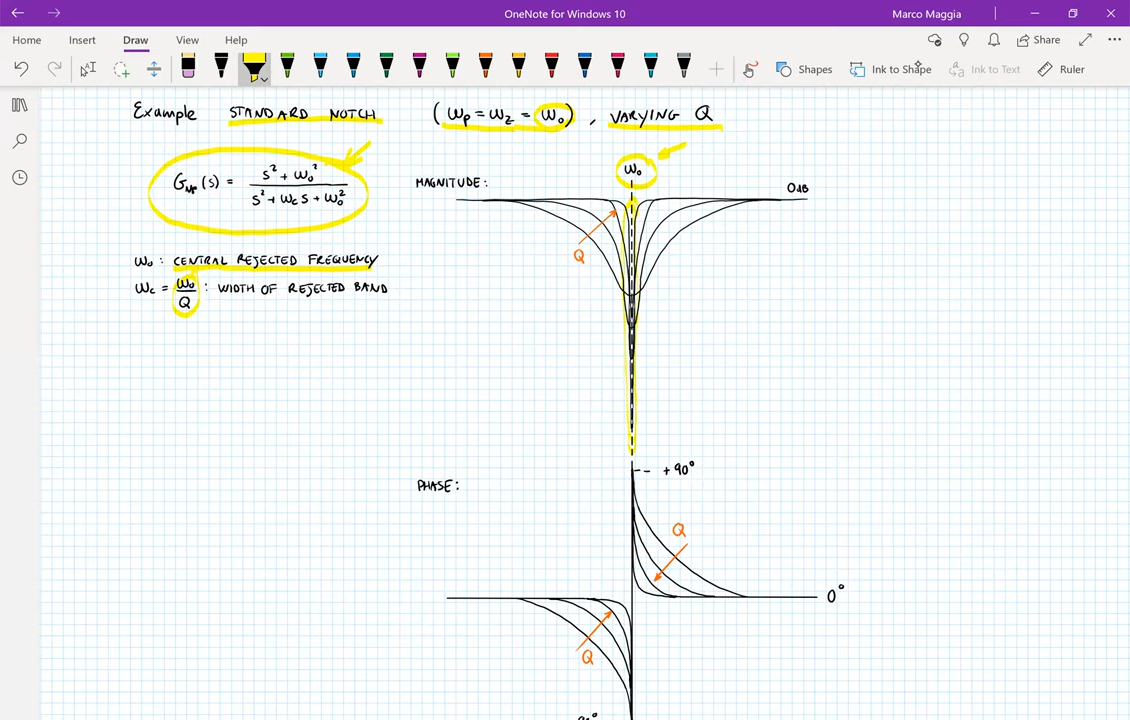 OneNote for Windows 10
Marco Maggia
Home Insert Draw View Help
Share
Shapes
Ink to Shape
Ink to Text
Ruler
Example STANDARD NOTCH (ωp = ωz = ω₀), VARYING Q
G_NF(s) = (s² + ω₀²) / (s² + ωc s + ω₀²)
ω₀ : CENTRAL REJECTED FREQUENCY
ωc = ω₀/Q : WIDTH OF REJECTED BAND
MAGNITUDE:
ω₀
0dB
Q
PHASE:
+90°
Q
0°
Q